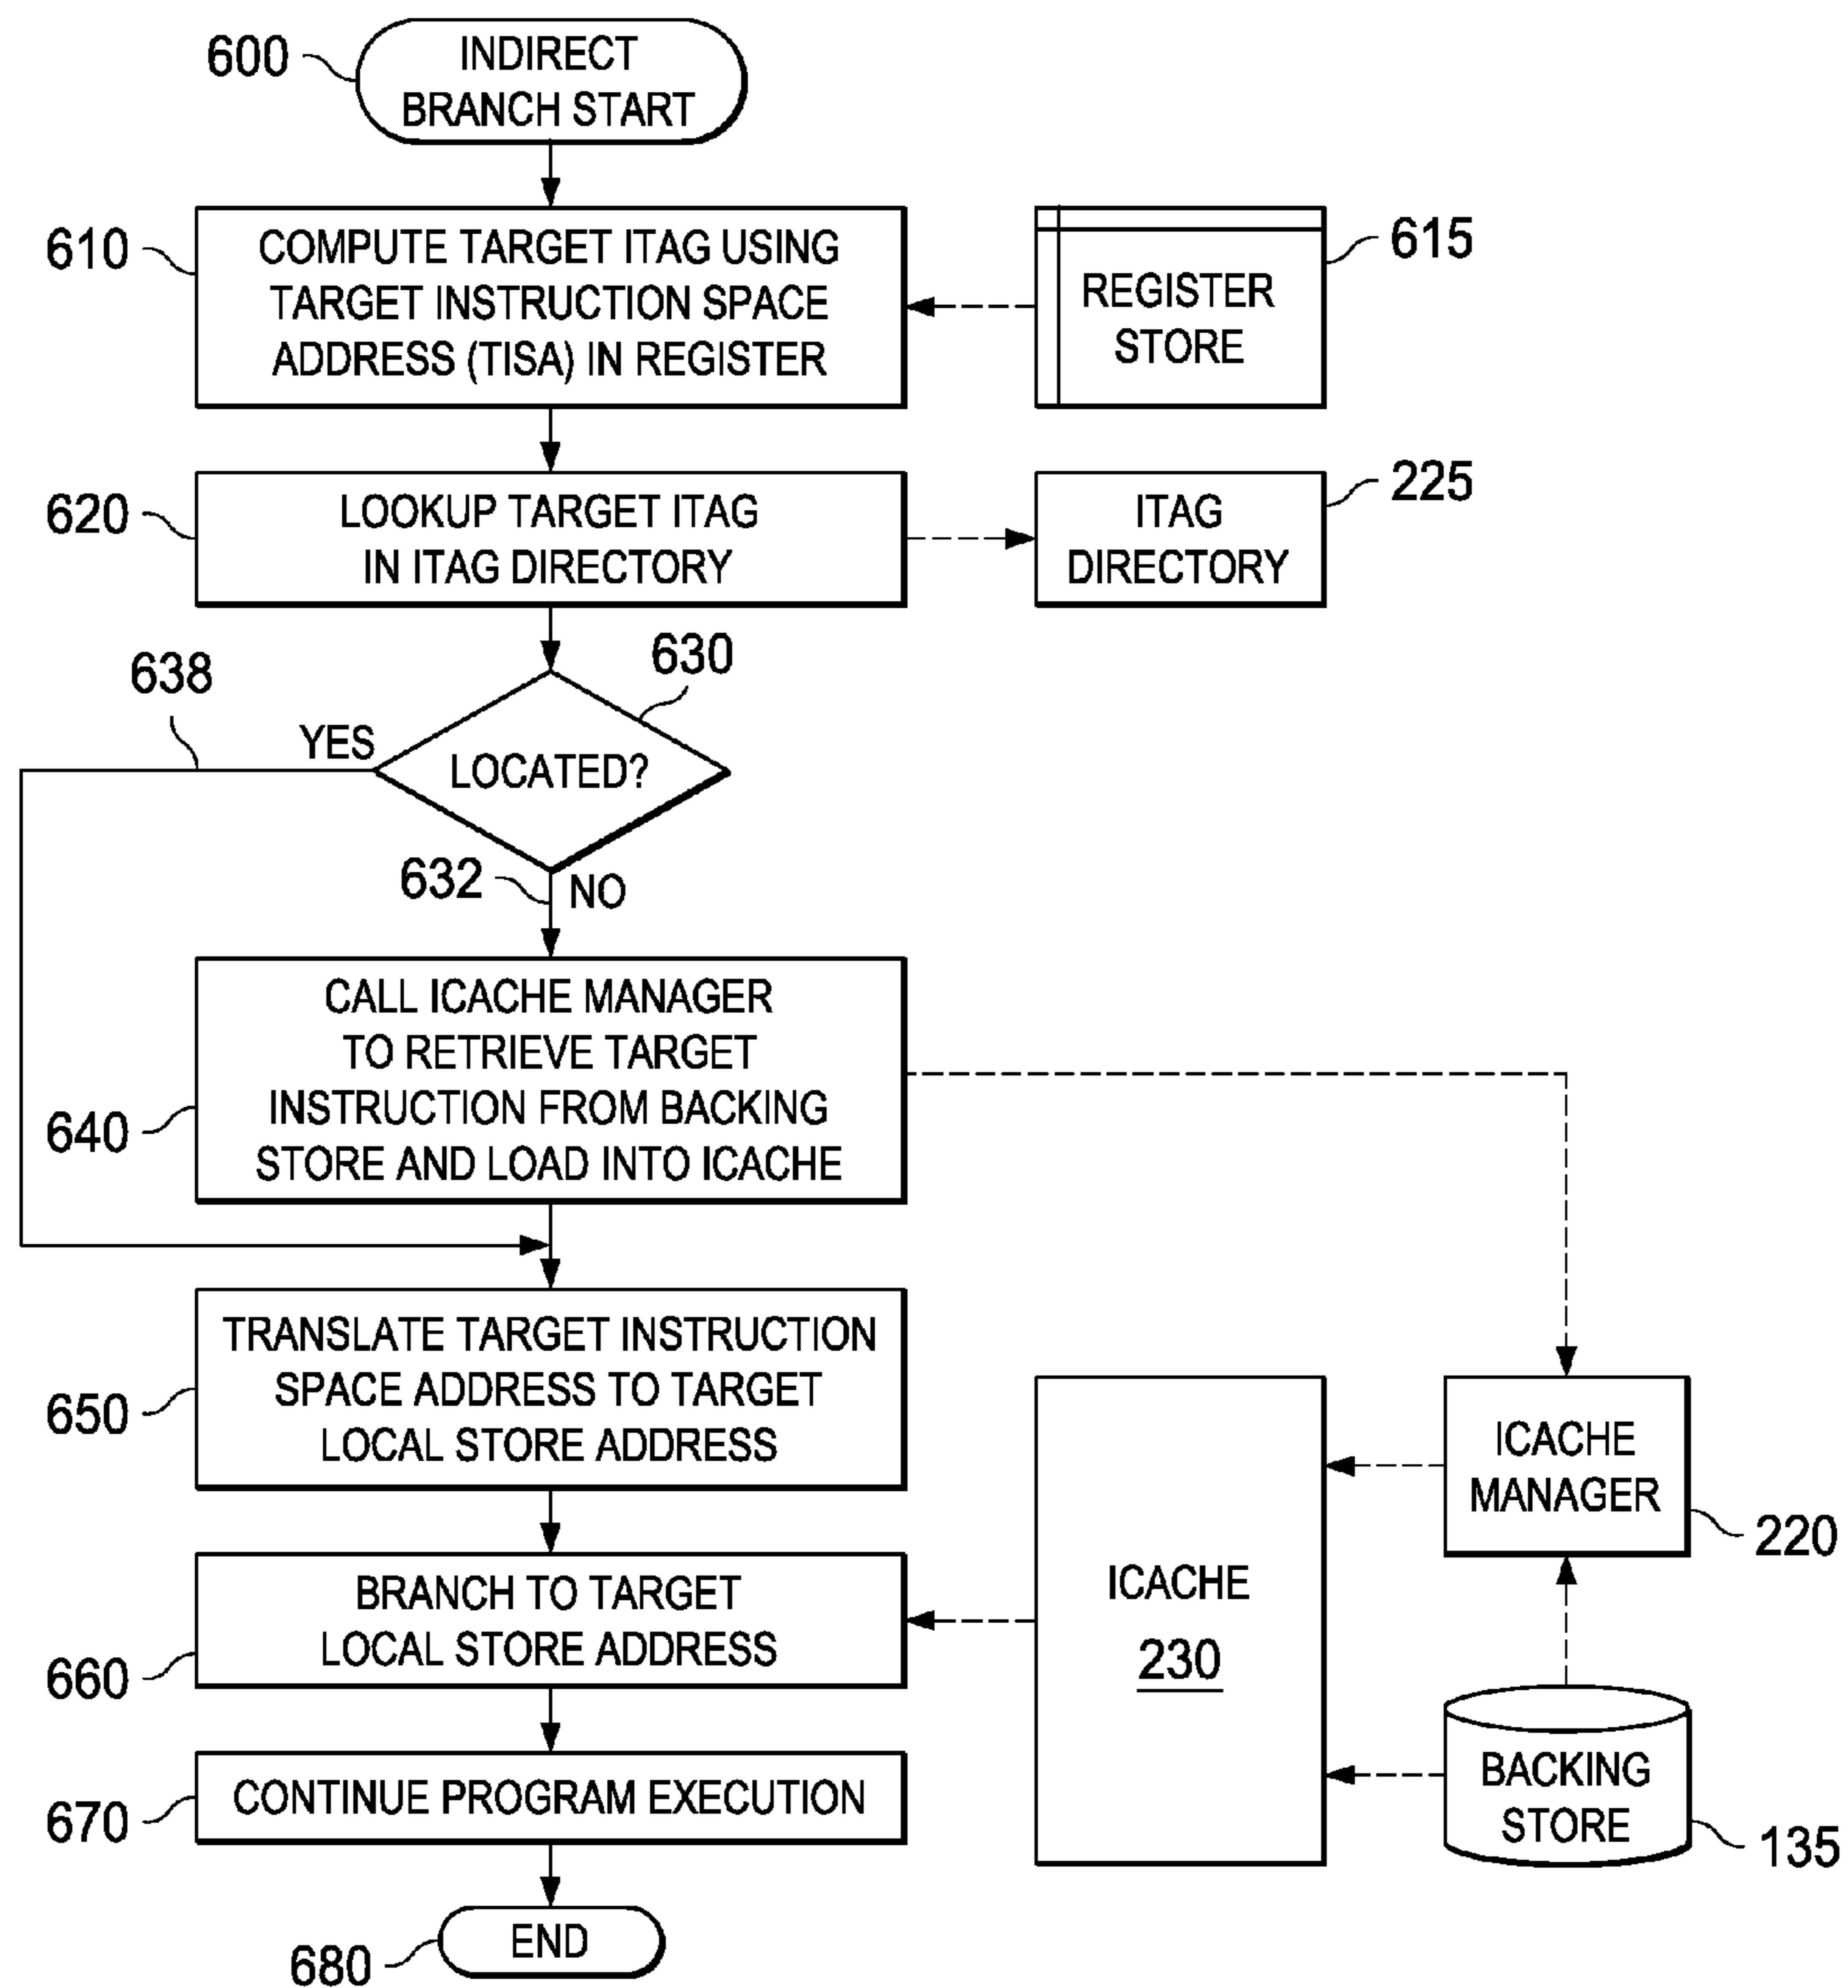 600
INDIRECT
BRANCH START
610
COMPUTE TARGET ITAG USING
TARGET INSTRUCTION SPACE
ADDRESS (TISA) IN REGISTER
REGISTER
STORE
615
620
LOOKUP TARGET ITAG
IN ITAG DIRECTORY
ITAG
DIRECTORY
225
638
YES
630
LOCATED?
632
NO
640
CALL ICACHE MANAGER
TO RETRIEVE TARGET
INSTRUCTION FROM BACKING
STORE AND LOAD INTO ICACHE
650
TRANSLATE TARGET INSTRUCTION
SPACE ADDRESS TO TARGET
LOCAL STORE ADDRESS
ICACHE
MANAGER
220
660
BRANCH TO TARGET
LOCAL STORE ADDRESS
ICACHE
230
BACKING
STORE
135
670
CONTINUE PROGRAM EXECUTION
680
END